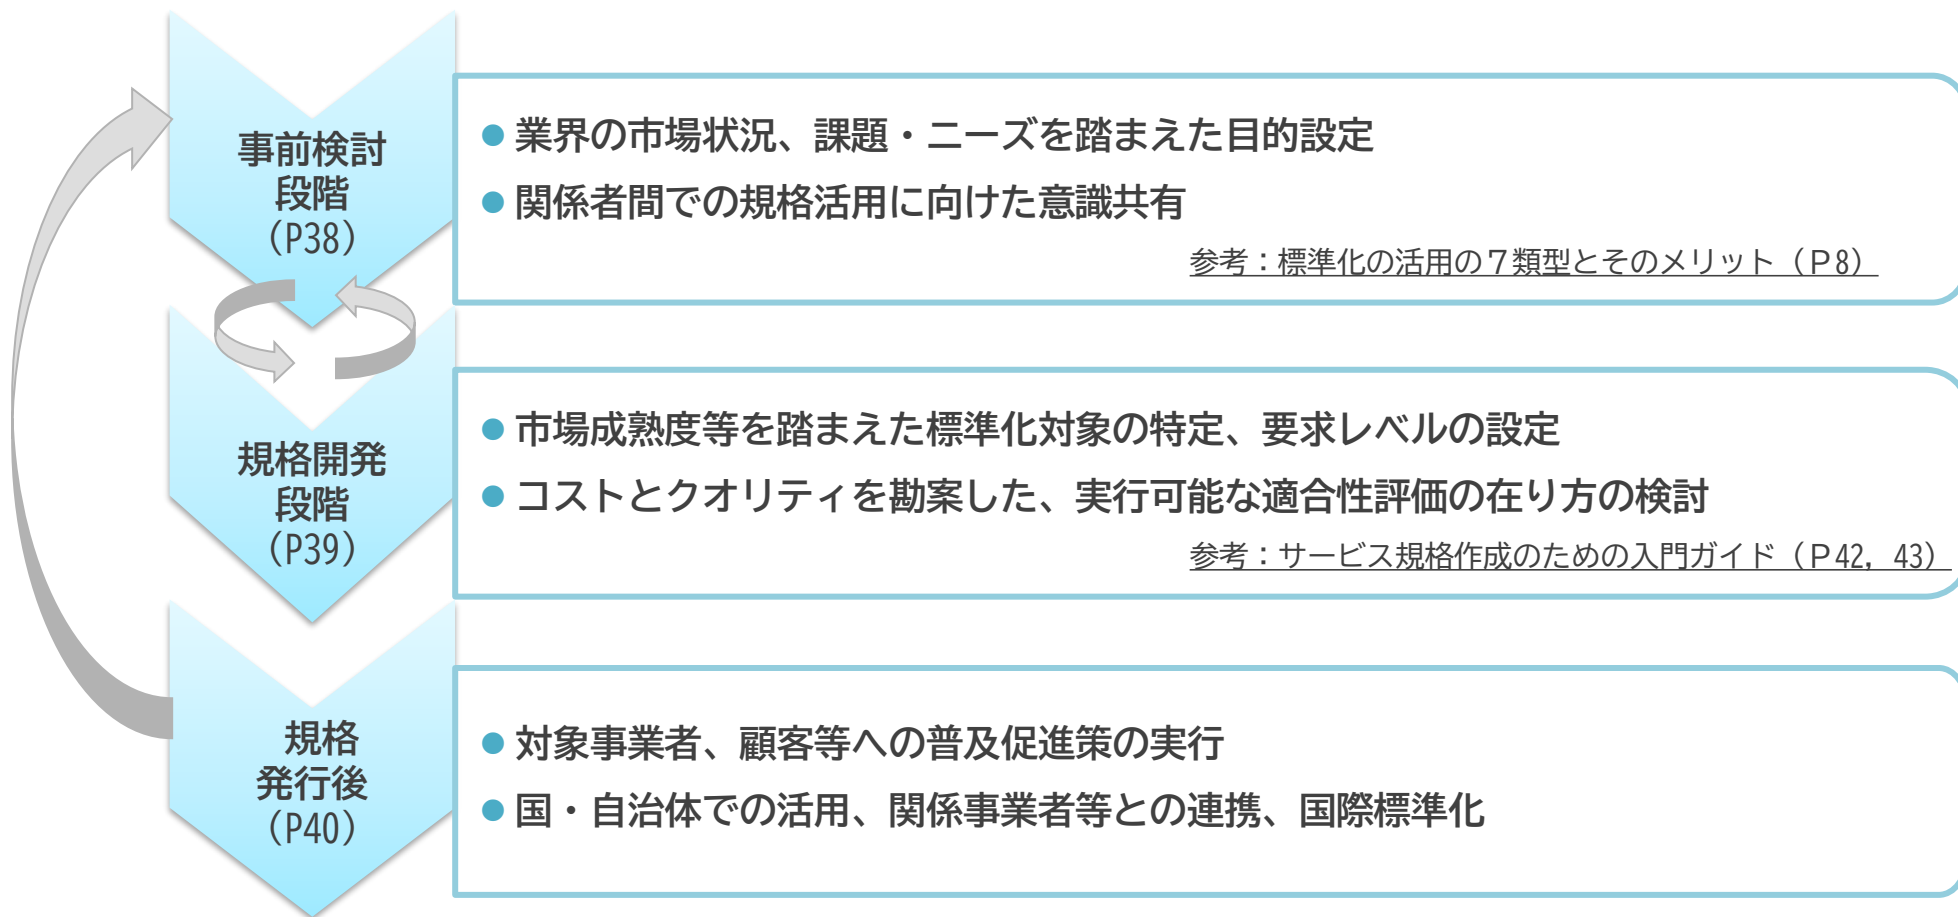 事前検討
段階
（P38）
● 業界の市場状況、課題・ニーズを踏まえた目的設定
● 関係者間での規格活用に向けた意識共有
参考：標準化の活用の７類型とそのメリット（Ｐ8）
規格開発
段階
（P39）
● 市場成熟度等を踏まえた標準化対象の特定、要求レベルの設定
● コストとクオリティを勘案した、実行可能な適合性評価の在り方の検討
参考：サービス規格作成のための入門ガイド（Ｐ42, 43）
規格
発行後
（P40）
● 対象事業者、顧客等への普及促進策の実行
● 国・自治体での活用、関係事業者等との連携、国際標準化